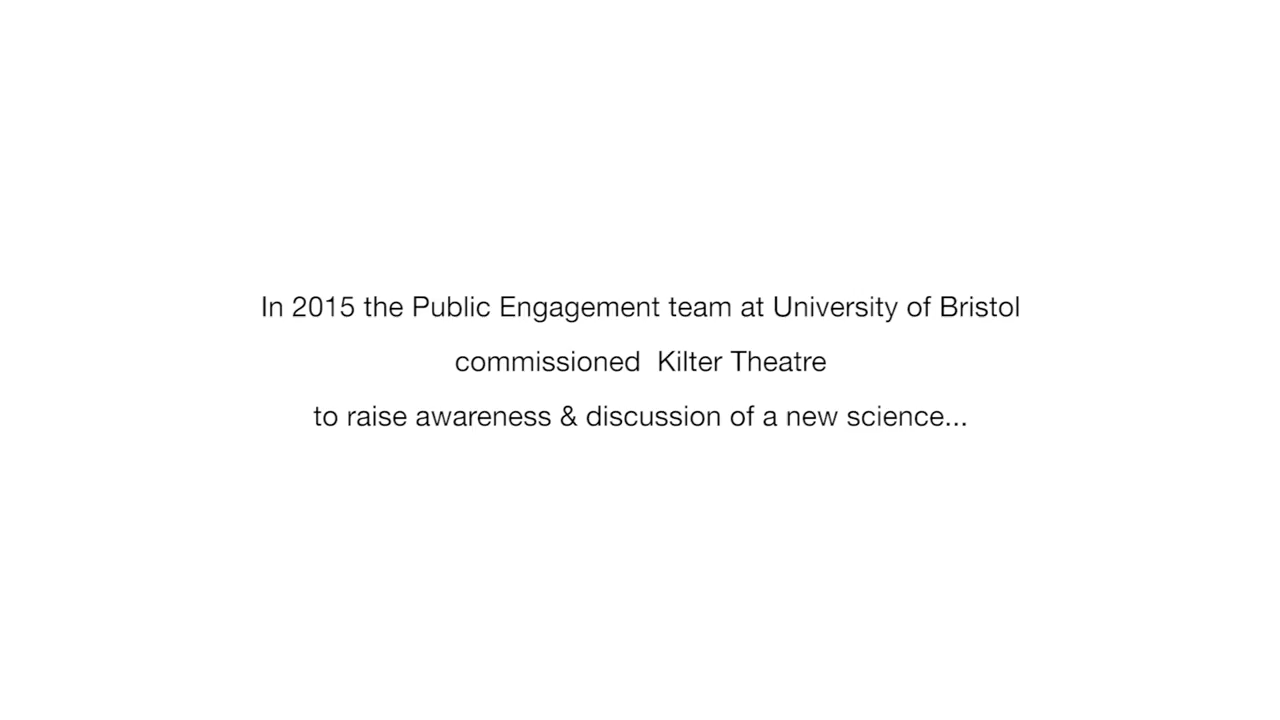 In 2015 the Public Engagement team at University of Bristol
commissioned  Kilter Theatre
to raise awareness & discussion of a new science...